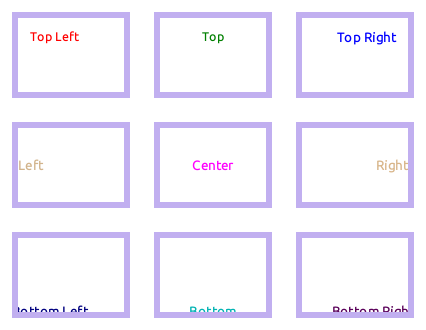 Top Left
Top
Top Right
Left
Center
Right
Bottom Left
Bottom
Bottom Righ